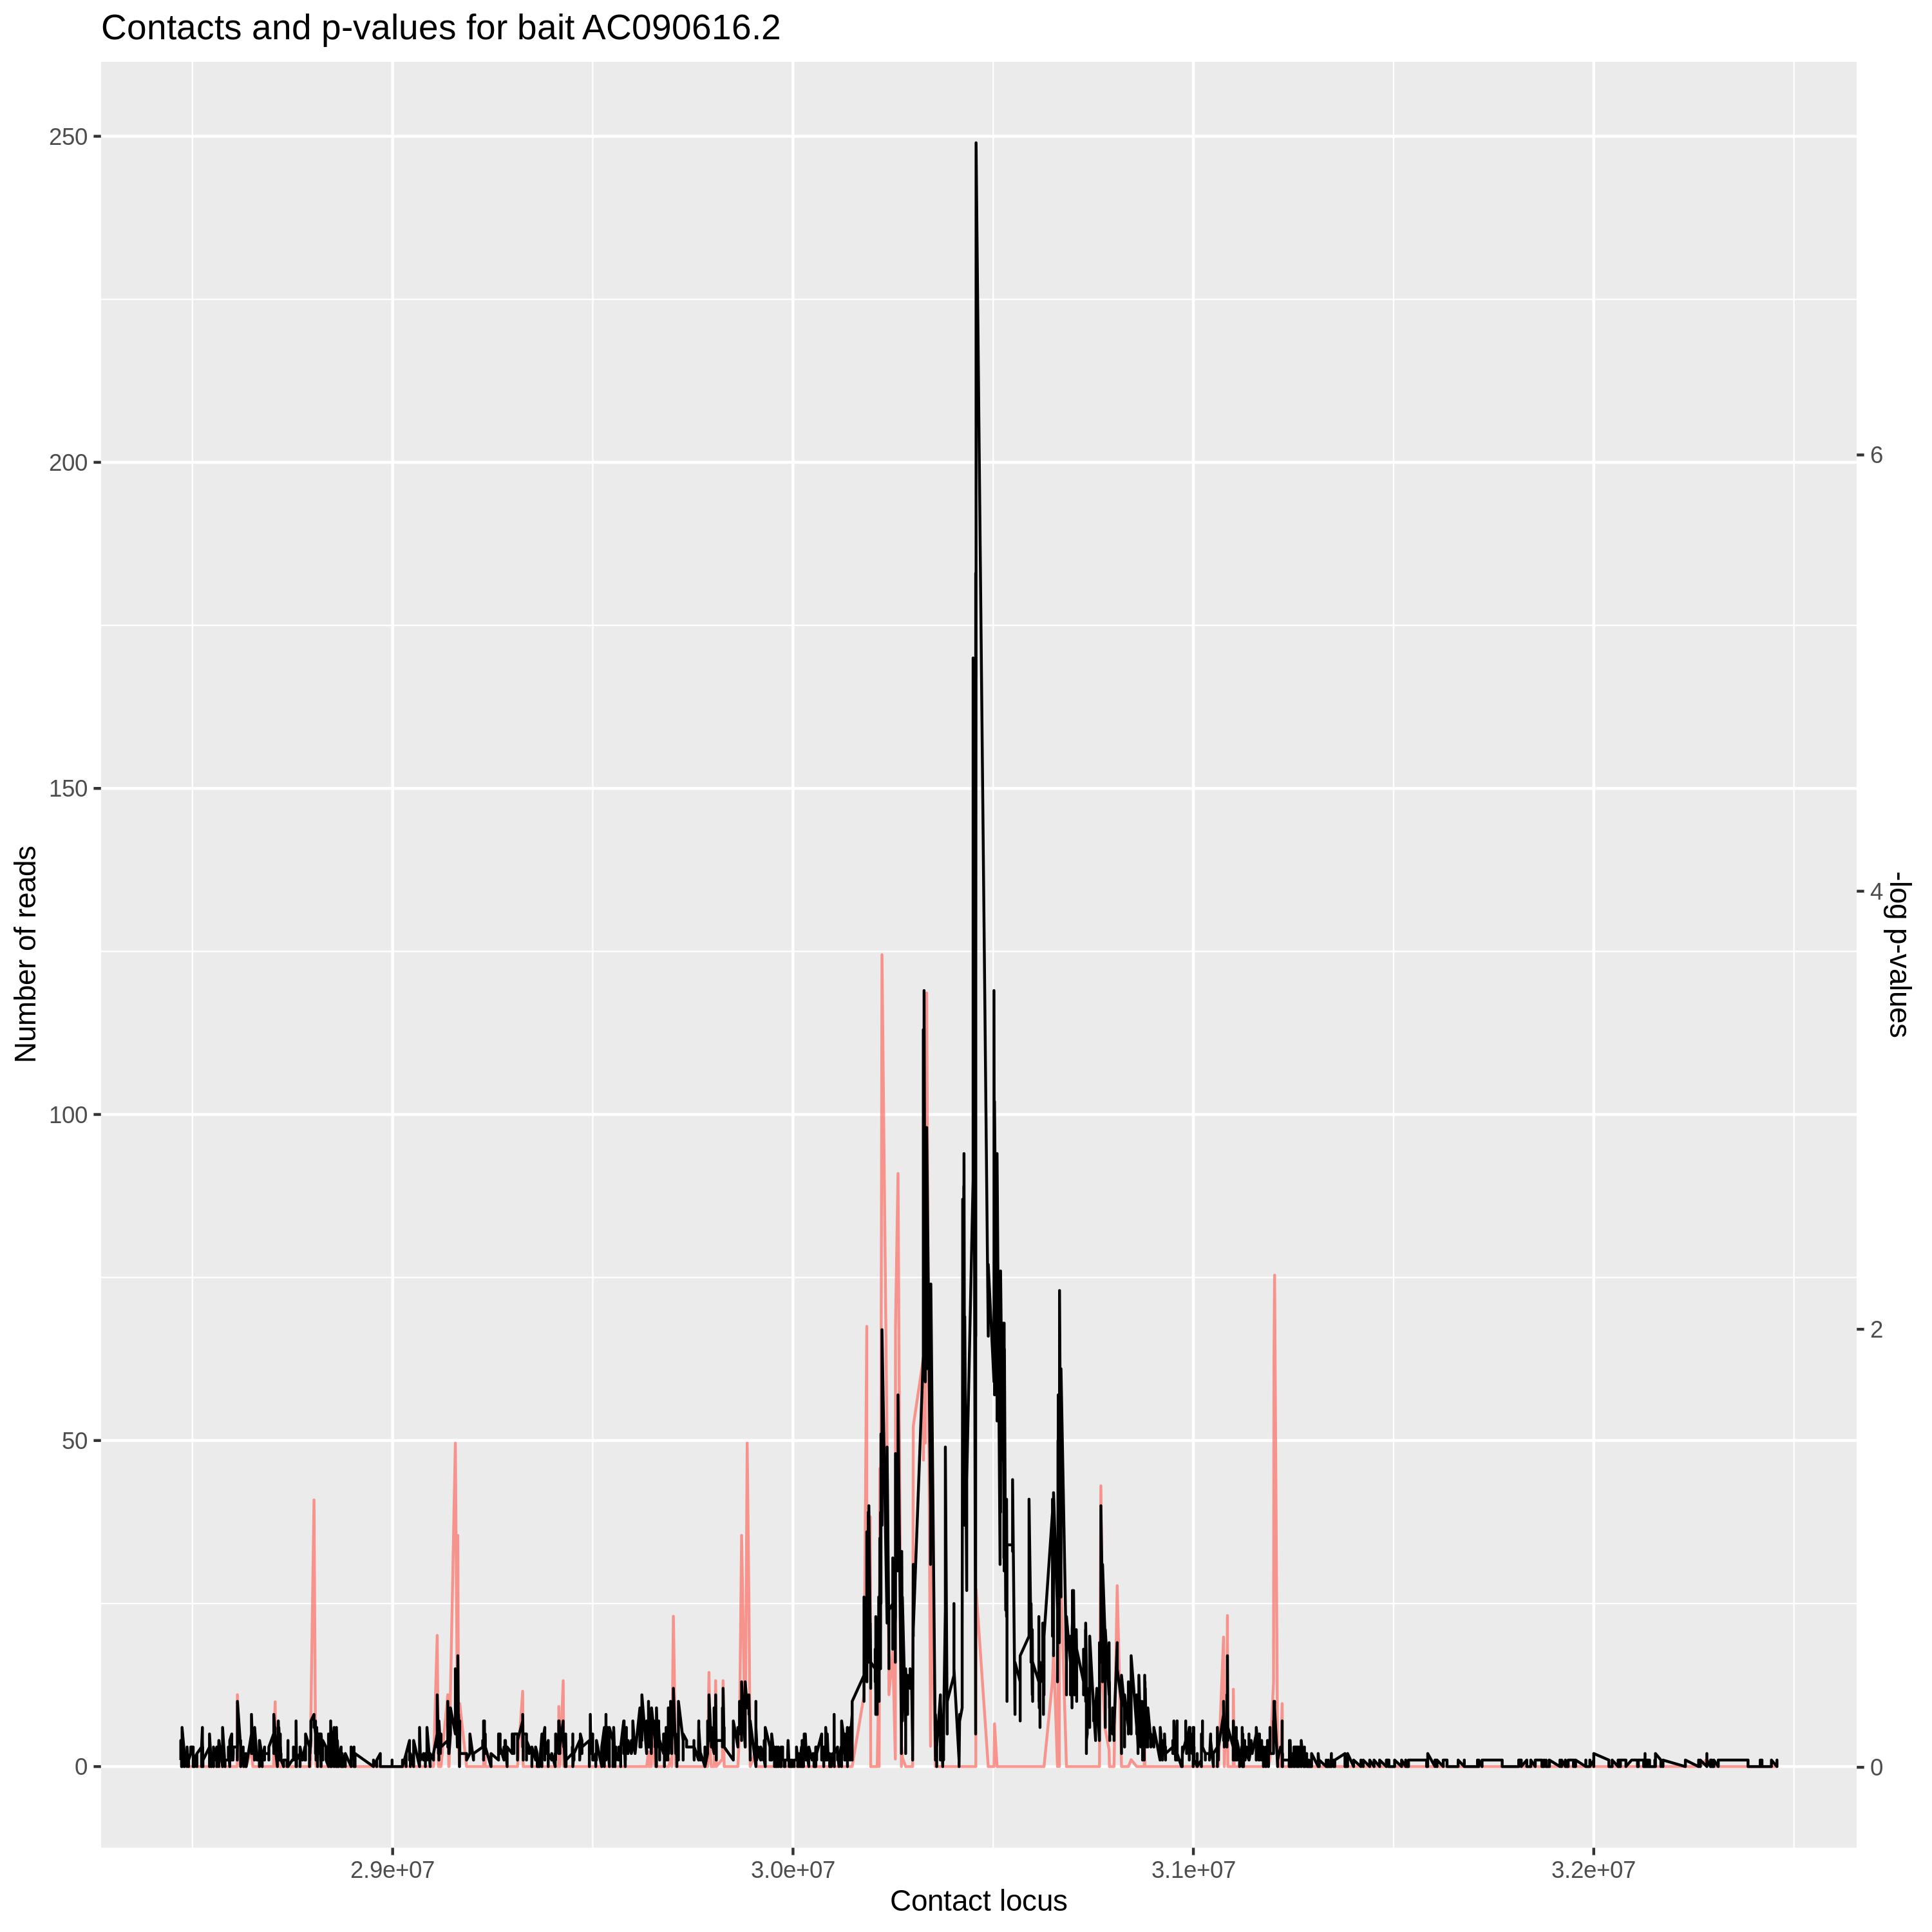 Contacts and p-values for bait AC090616.2
250
200
150
100
50
0
Number of reads
6
4
2
0
-log p-values
2.9e+07
3.0e+07
3.1e+07
3.2e+07
Contact locus